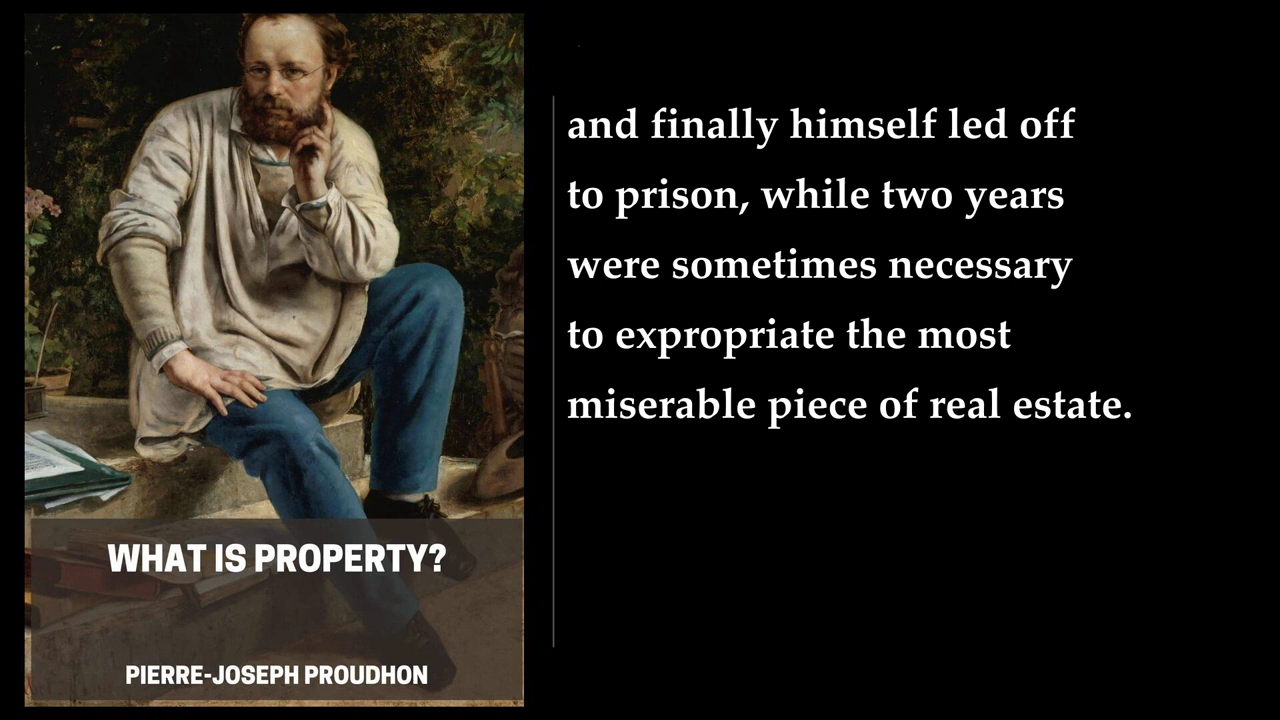 WHAT IS PROPERTY?
PIERRE-JOSEPH PROUDHON
and finally himself led off
to prison, while two years
were sometimes necessary
to expropriate the most
miserable piece of real estate.